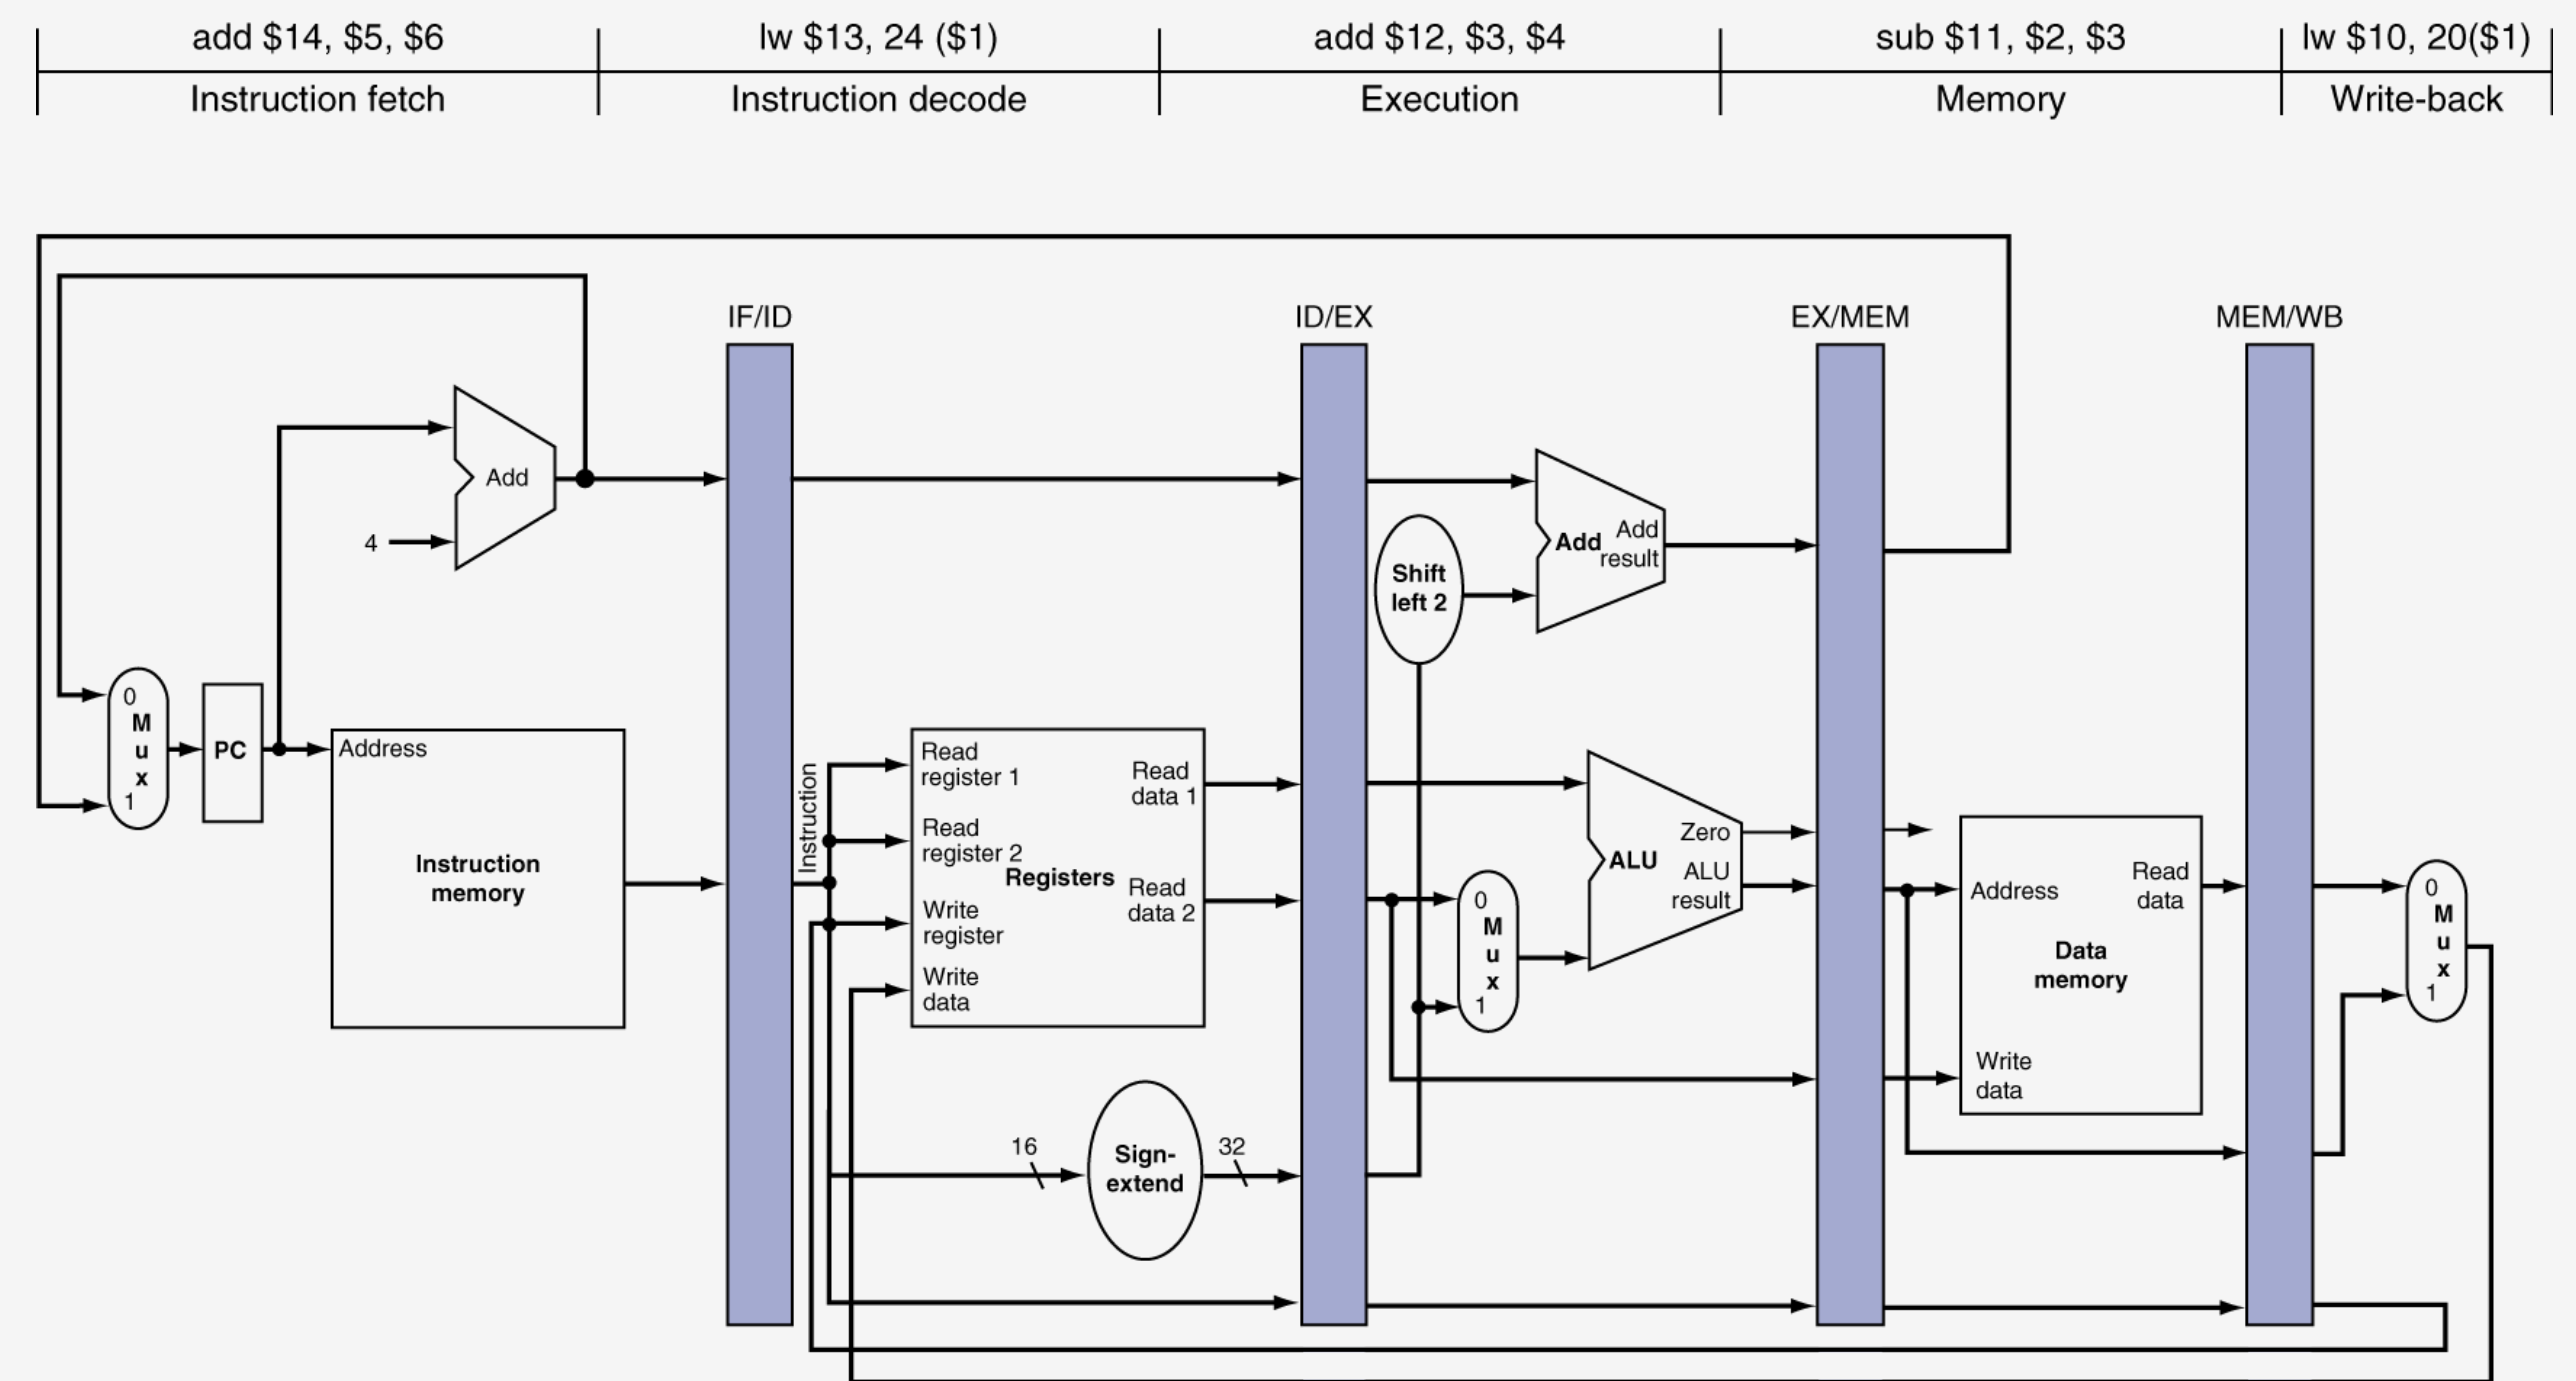 add $14, $5, $6
lw $13, 24 ($1)
add $12, $3, $4
sub $11, $2, $3
lw $10, 20($1)
Instruction fetch
Instruction decode
Execution
Memory
Write-back
IF/ID
ID/EX
EX/MEM
MEM/WB
Add
4
Add
Add
result
Shift
left 2
0
M
u
x
1
PC
Address
Instruction
memory
Instruction
Read
register 1
Read
register 2
Write
register
Write
data
Registers
Read
data 1
Read
data 2
16
Sign-
extend
32
0
M
u
x
1
ALU
Zero
ALU
result
Address
Read
data
Data
memory
Write
data
0
M
u
x
1